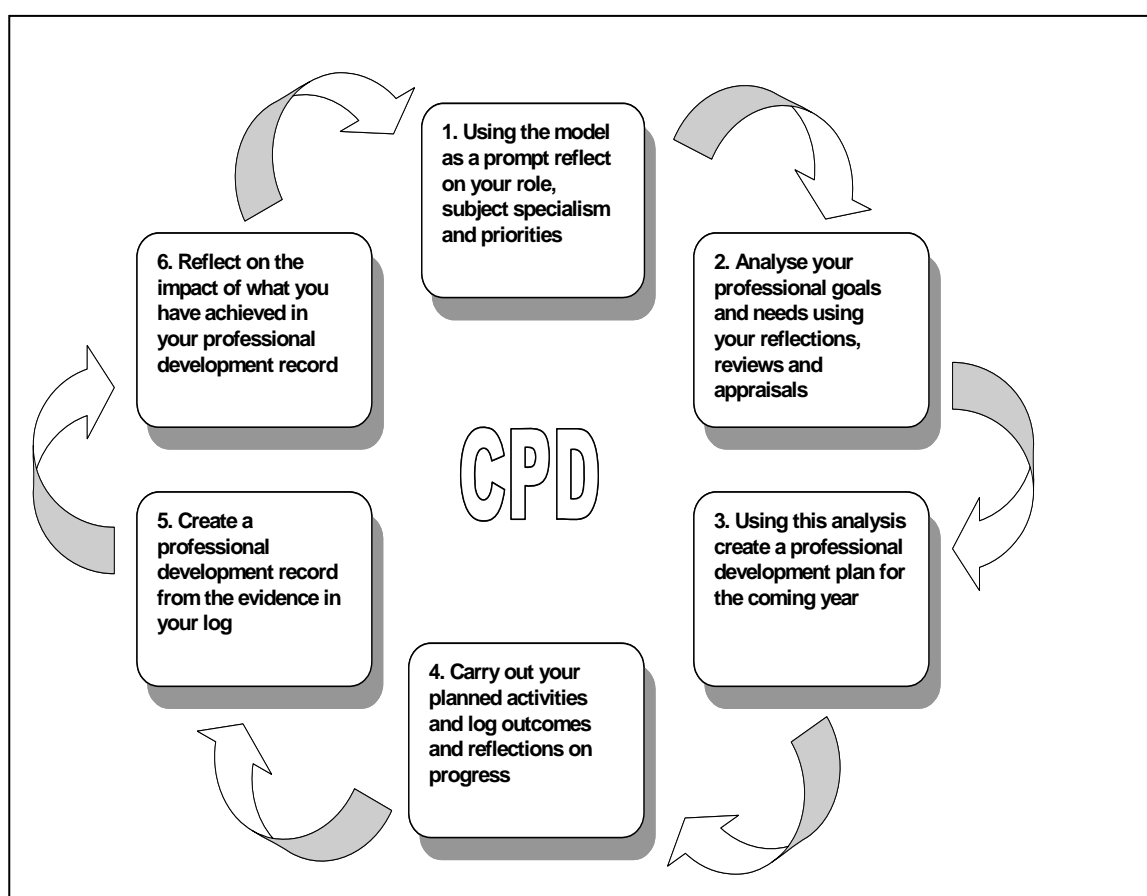 1. Using the model
as a prompt reflect
on your role,
subject specialism
and priorities
2. Analyse your
professional goals
and needs using
your reflections,
reviews and
appraisals
3. Using this analysis
create a professional
development plan for
the coming year
4. Carry out your
planned activities
and log outcomes
and reflections on
progress
5. Create a
professional
development record
from the evidence in
your log
6. Reflect on the
impact of what you
have achieved in
your professional
development record
CPD